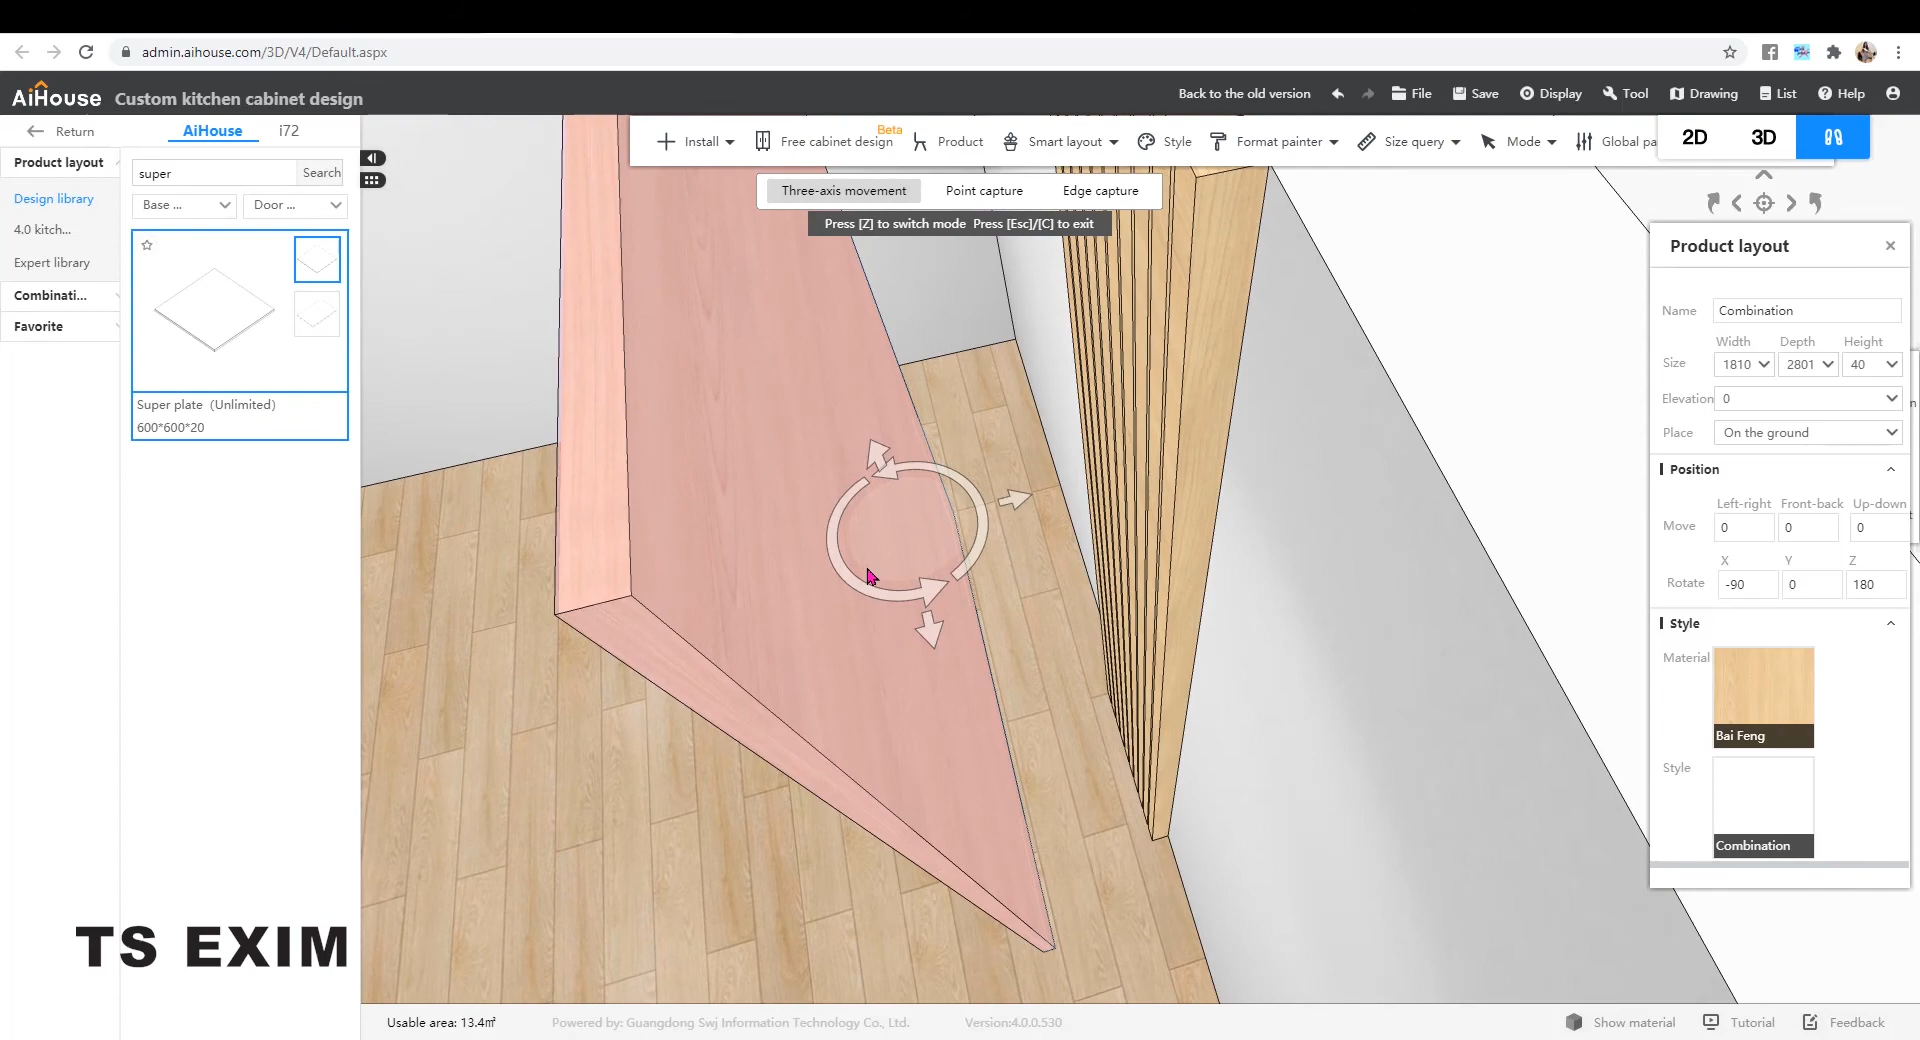 admin.aihouse.com/3D/V4/Default.aspx
AiHouse Custom kitchen cabinet design
Back to the old version File Save Display Tool Drawing List Help
Return AiHouse i72
Install Free cabinet design Beta Product Smart layout Style Format painter Size query Mode Global pa 2D 3D
Product layout
super Search
Three-axis movement Point capture Edge capture
Design library
Base ... Door ...
Press [Z] to switch mode Press [Esc]/[C] to exit
4.0 kitch...
Expert library
Combinati...
Favorite
Super plate (Unlimited)
600*600*20
Product layout
Name Combination
Width Depth Height
Size 1810 2801 40
Elevation 0
Place On the ground
Position
Left-right Front-back Up-down
Move 0 0 0
X Y Z
Rotate -90 0 180
Style
Material
Bai Feng
Style
Combination
TS EXIM
Usable area: 13.4㎡ Powered by: Guangdong Swj Information Technology Co., Ltd. Version:4.0.0.530
Show material Tutorial Feedback